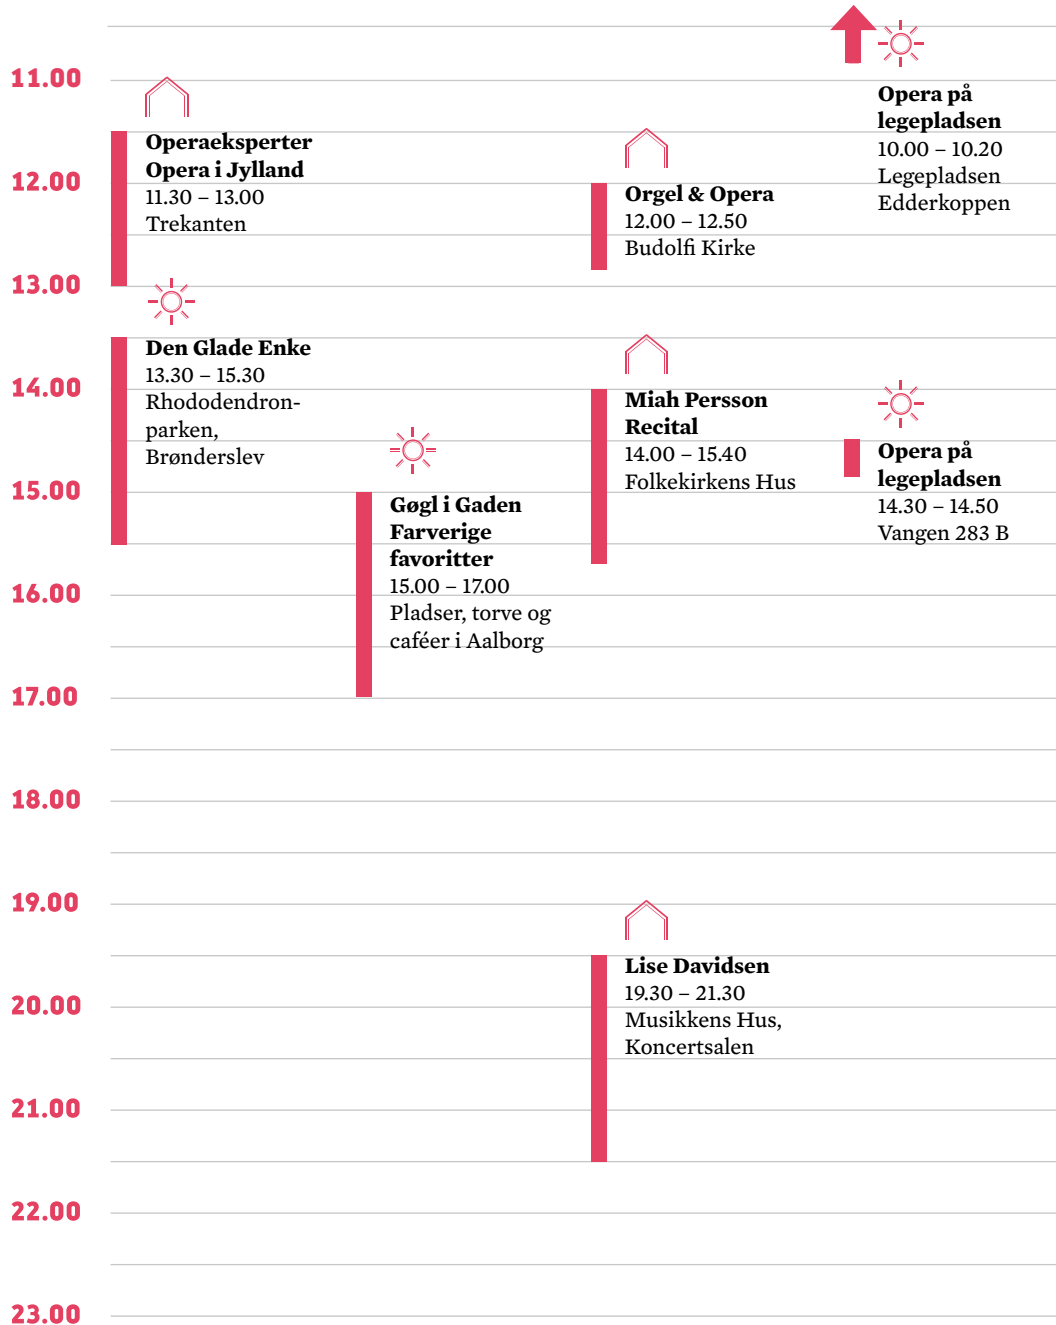 11.00
12.00
13.00
14.00
15.00
16.00
17.00
18.00
19.00
20.00
21.00
22.00
23.00
Operaeksperter
Opera i Jylland
11.30 – 13.00
Trekanten
Den Glade Enke
13.30 – 15.30
Rhododendron-
parken,
Brønderslev
Gøgl i Gaden
Farverige
favoritter
15.00 – 17.00
Pladser, torve og
caféer i Aalborg
Orgel & Opera
12.00 – 12.50
Budolfi Kirke
Miah Persson
Recital
14.00 – 15.40
Folkekirkens Hus
Lise Davidsen
19.30 – 21.30
Musikkens Hus,
Koncertsalen
Opera på
legepladsen
10.00 – 10.20
Legepladsen
Edderkoppen
Opera på
legepladsen
14.30 – 14.50
Vangen 283 B